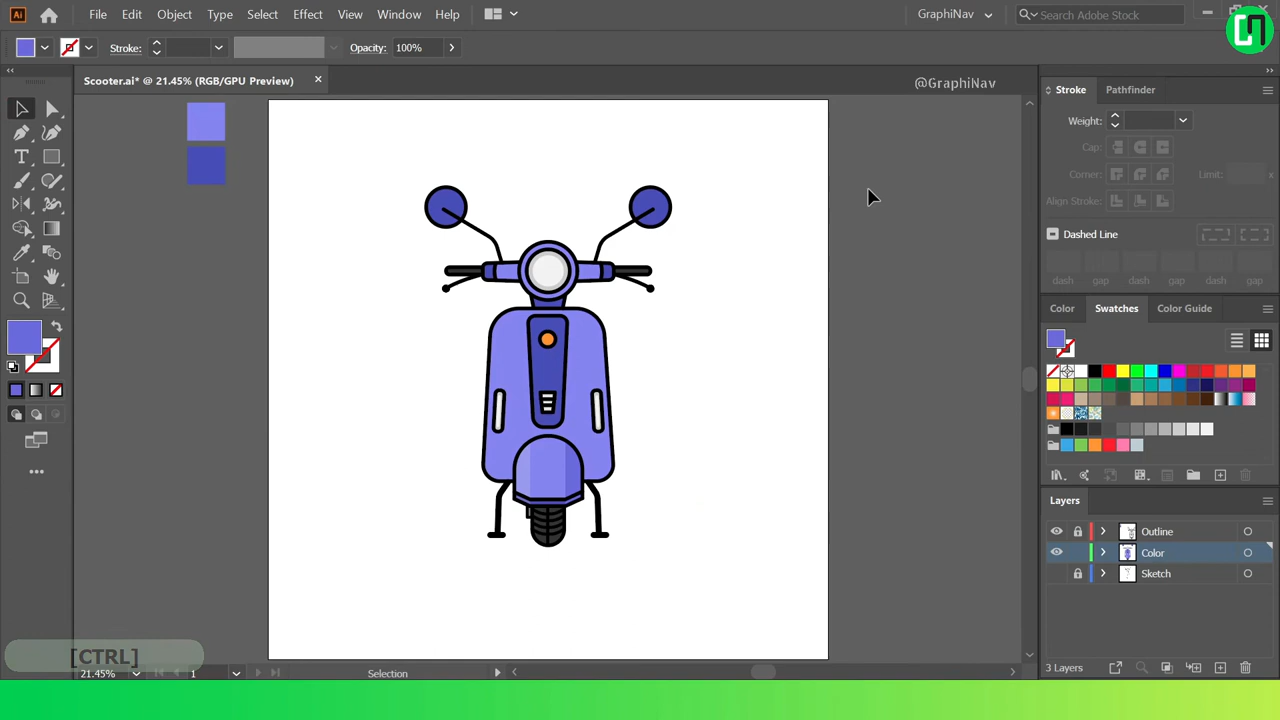 Ai File Edit Object Type Select Effect View Window Help GraphiNav Search Adobe Stock
Stroke: Opacity: 100%
Scooter.ai* @ 21.45% (RGB/GPU Preview) × @GraphiNav
Stroke Pathfinder
Weight:
Cap:
Corner: Limit: x
Align Stroke:
Dashed Line
dash gap dash gap dash gap
Color Swatches Color Guide
Layers
Outline
Color
Sketch
[CTRL]
21.45% 1 Selection
3 Layers